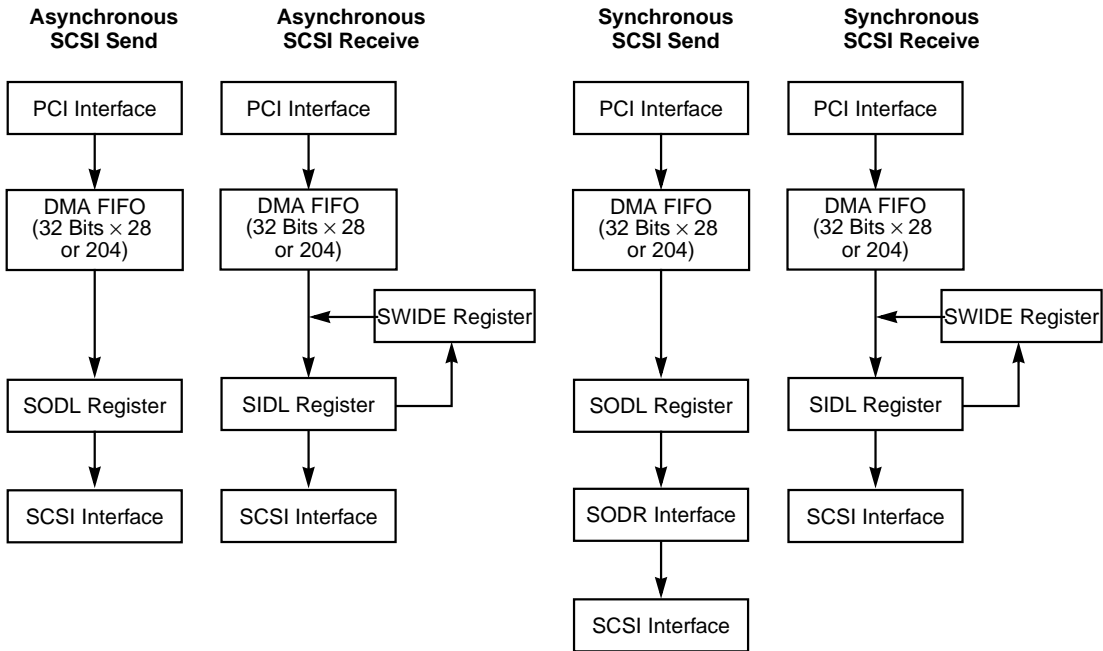 Asynchronous
SCSI Send
PCI Interface
DMA FIFO
(32 Bits × 28
or 204)
SODL Register
SCSI Interface
Asynchronous
SCSI Receive
PCI Interface
DMA FIFO
(32 Bits × 28
or 204)
SWIDE Register
SIDL Register
SCSI Interface
Synchronous
SCSI Send
PCI Interface
DMA FIFO
(32 Bits × 28
or 204)
SODL Register
SODR Interface
SCSI Interface
Synchronous
SCSI Receive
PCI Interface
DMA FIFO
(32 Bits × 28
or 204)
SWIDE Register
SIDL Register
SCSI Interface